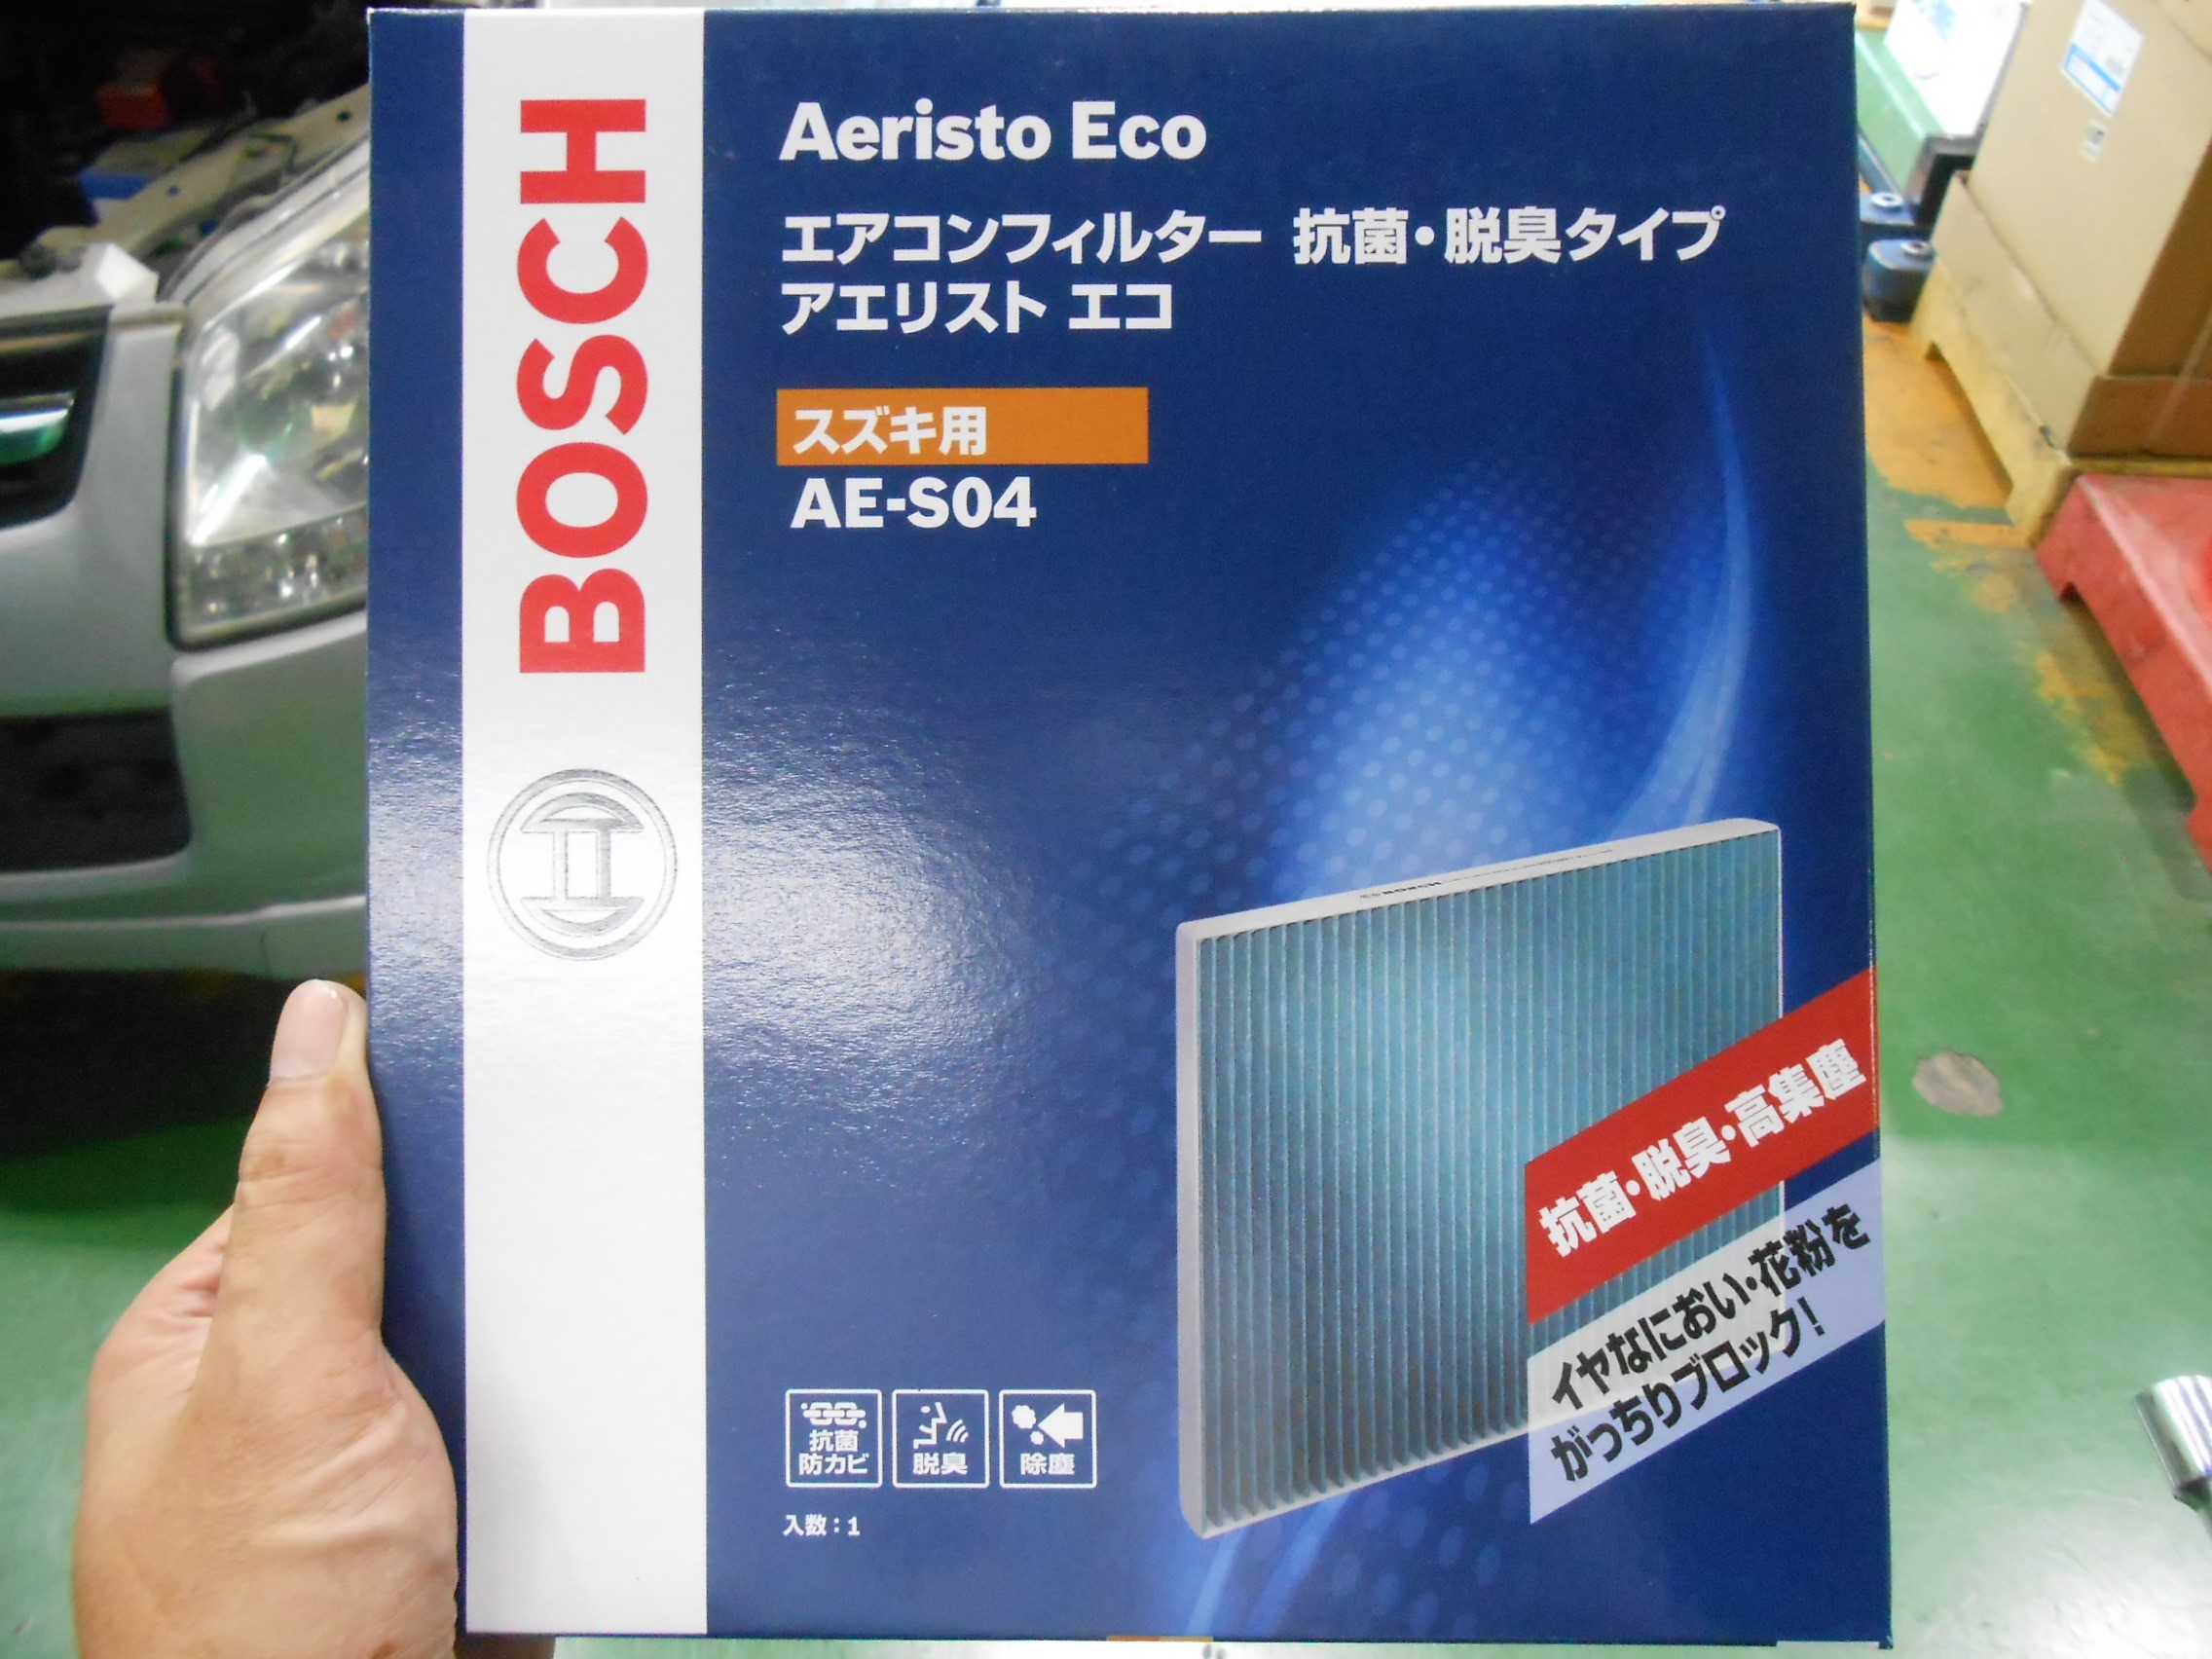 BOSCH
Aeristo Eco
エアコンフィルター 抗菌・脱臭タイプ
アエリスト エコ
スズキ用
AE-S04
BOSCH
抗菌・脱臭・高集塵
イヤなにおい・花粉を
がっちりブロック!
抗菌
防カビ
脱臭
除塵
入数:1